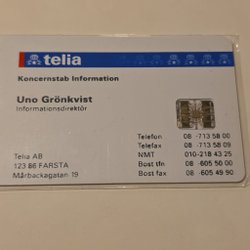 telia
Koncernstab Information
Uno Grönkvist
Informationsdirektör
Telefon 08 -713 58 00
Telefax 08 -713 58 09
Telia AB NMT 010-218 43 25
123 86 FARSTA Bost tfn 08 -605 50 00
Mårbackagatan 19 Bost fax 08 -605 49 90